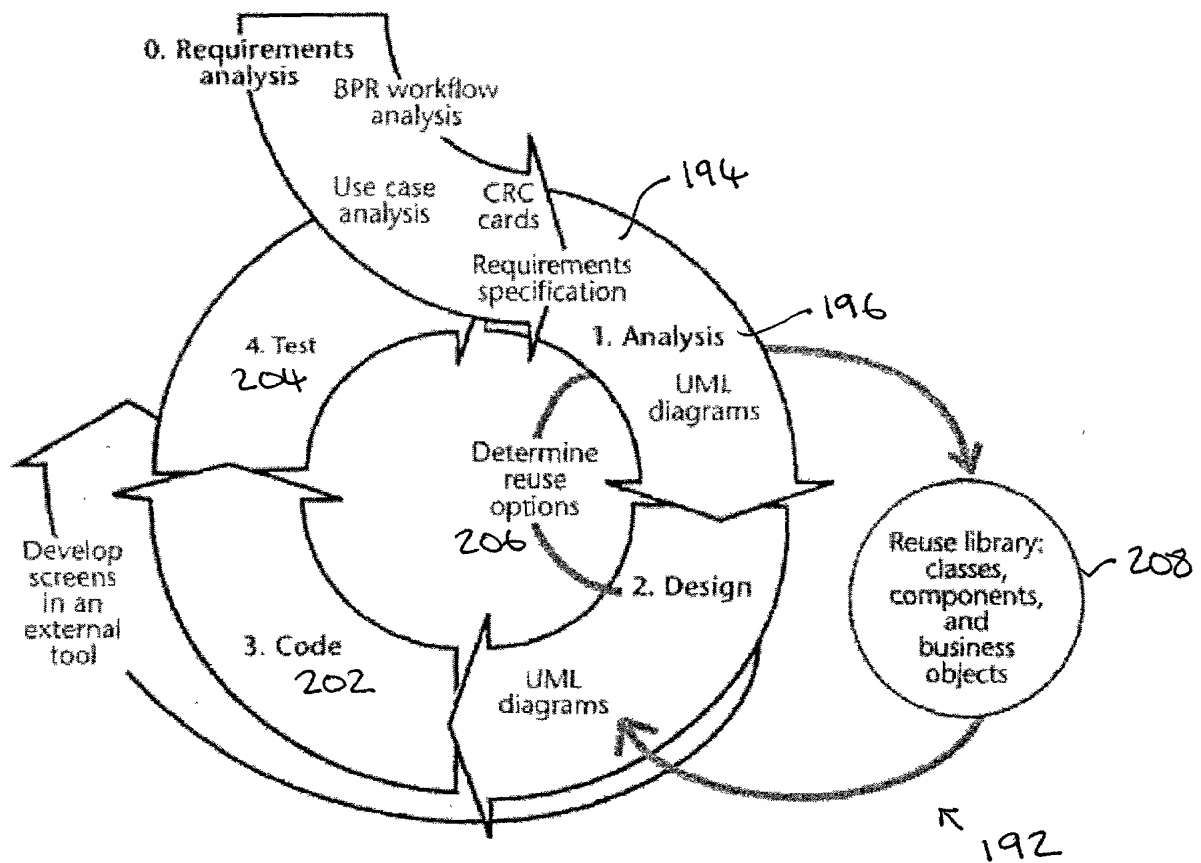 0. Requirements
analysis
BPR workflow
analysis
Use case
analysis
CRC
cards
194
Requirements
specification
196
1. Analysis
UML
diagrams
4. Test
204
Determine
reuse
options
206
Develop
screens
in an
external
tool
Reuse library:
classes,
components,
and
business
objects
208
2. Design
3. Code
202
UML
diagrams
192